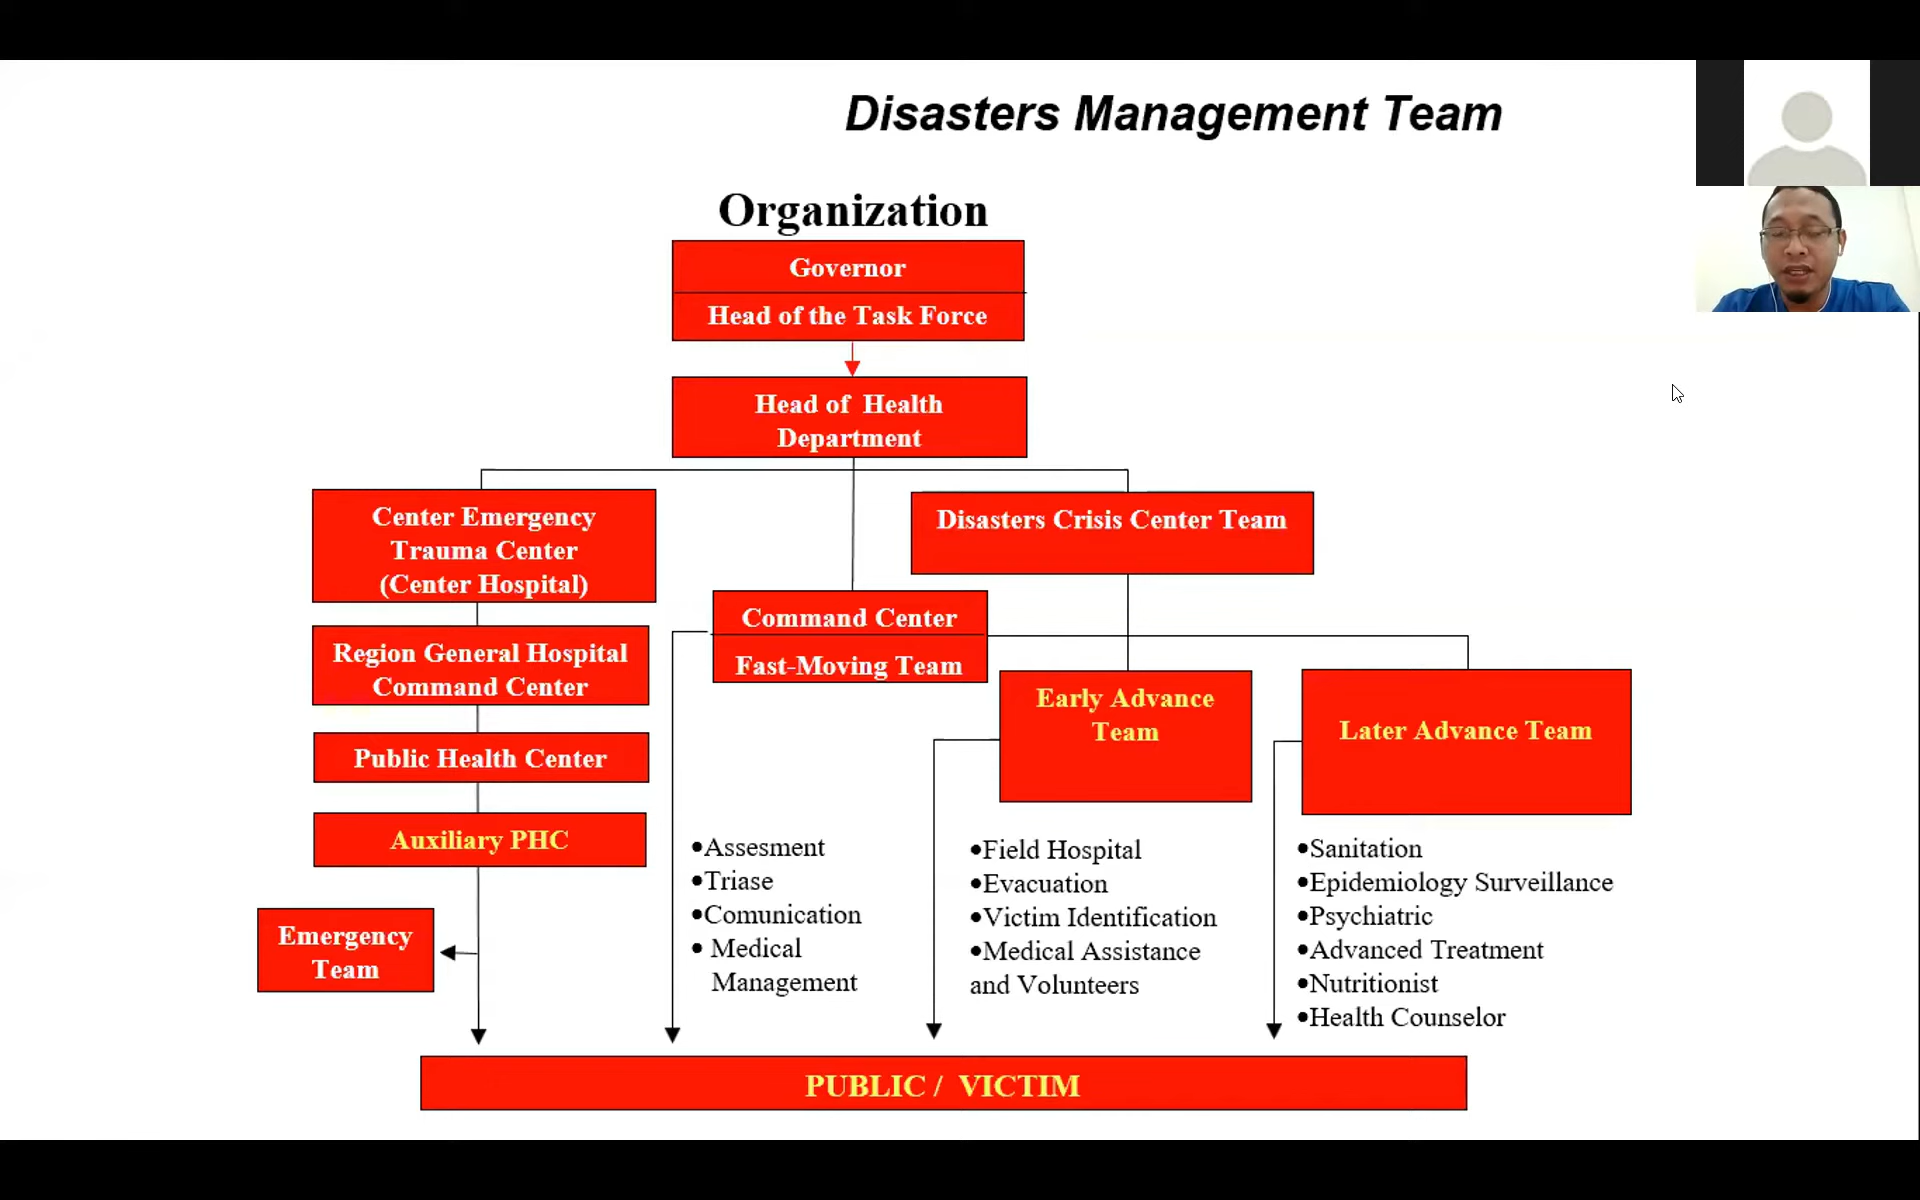 Disasters Management Team
Organization
Governor
Head of the Task Force
Head of Health
Department
Center Emergency
Trauma Center
(Center Hospital)
Region General Hospital
Command Center
Public Health Center
Auxiliary PHC
Emergency
Team
Disasters Crisis Center Team
Command Center
Fast-Moving Team
Early Advance
Team
Later Advance Team
•Assesment
•Triase
•Comunication
• Medical
Management
•Field Hospital
•Evacuation
•Victim Identification
•Medical Assistance
and Volunteers
•Sanitation
•Epidemiology Surveillance
•Psychiatric
•Advanced Treatment
•Nutritionist
•Health Counselor
PUBLIC / VICTIM